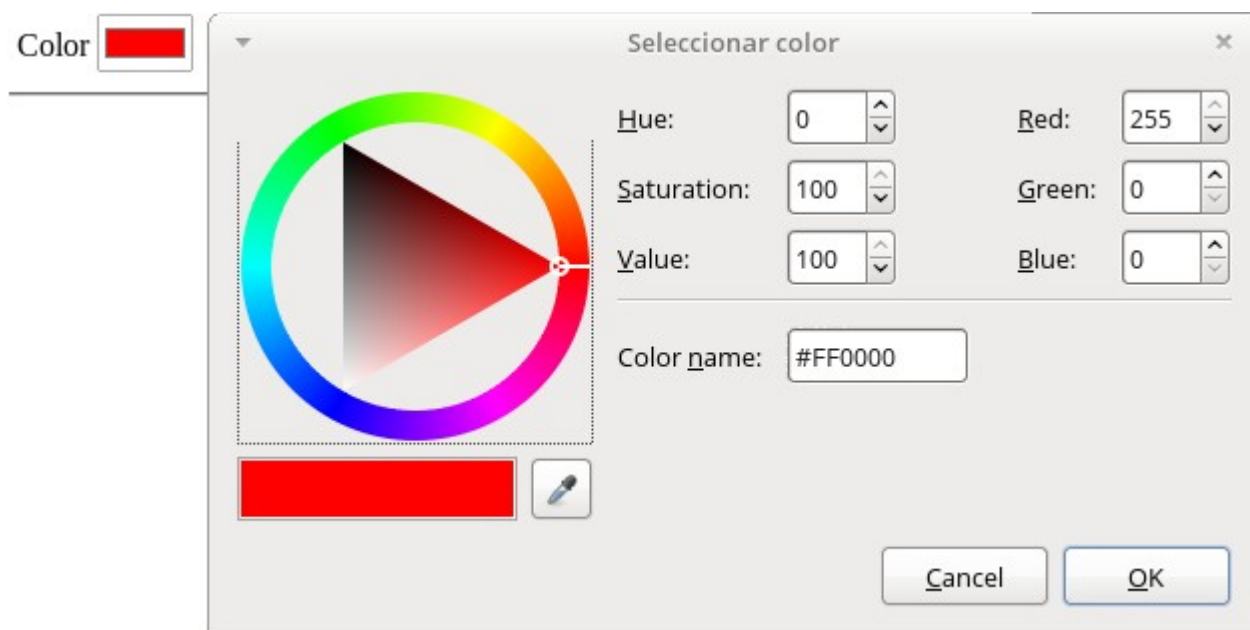 Color
Seleccionar color
Hue: 0 Red: 255
Saturation: 100 Green: 0
Value: 100 Blue: 0
Color name: #FF0000
Cancel OK